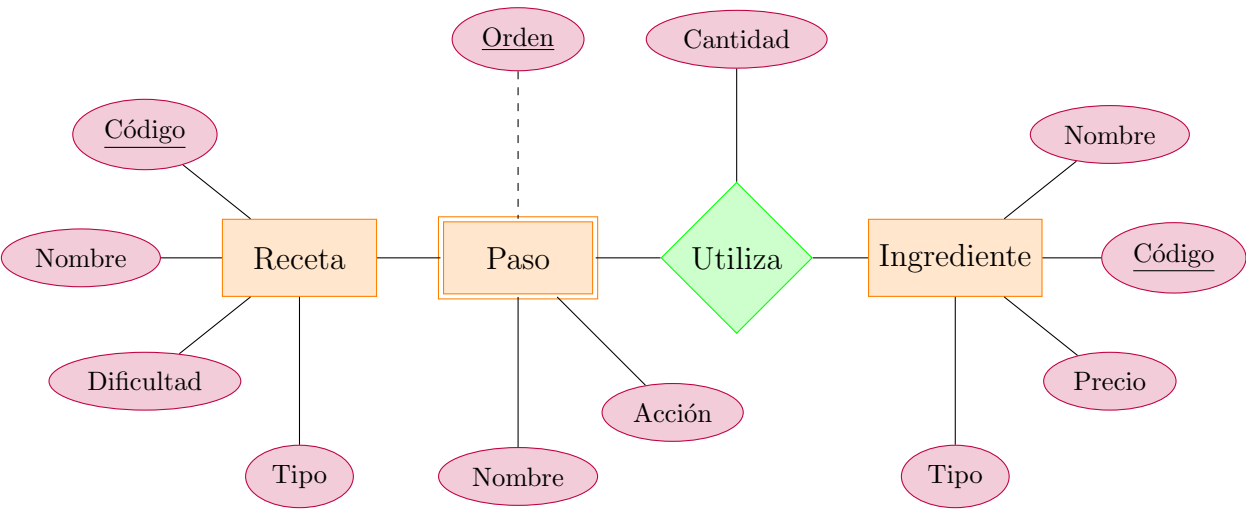 Orden
Cantidad
Código
Nombre
Nombre
Receta
Paso
Utiliza
Ingrediente
Código
Dificultad
Acción
Precio
Tipo
Nombre
Tipo